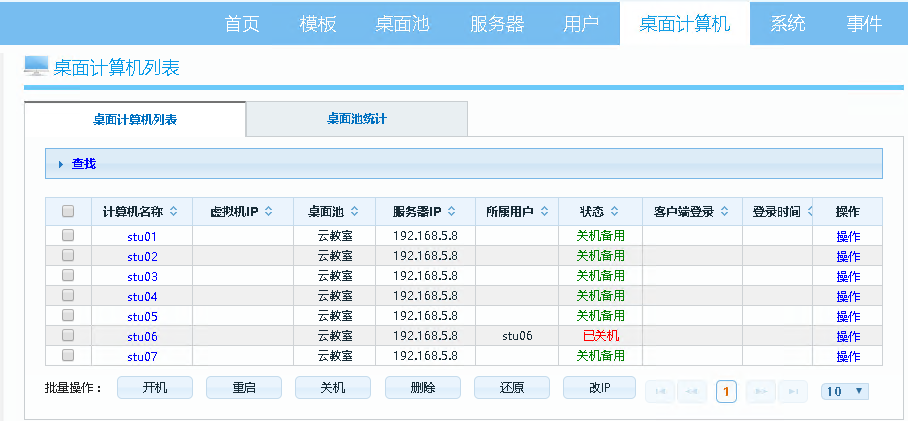 首页 模板 桌面池 服务器 用户 桌面计算机 系统 事件
桌面计算机列表
桌面计算机列表 桌面池统计
查找
计算机名称 虚拟机IP 桌面池 服务器IP 所属用户 状态 客户端登录 登录时间 操作
stu01 云教室 192.168.5.8 关机备用 操作
stu02 云教室 192.168.5.8 关机备用 操作
stu03 云教室 192.168.5.8 关机备用 操作
stu04 云教室 192.168.5.8 关机备用 操作
stu05 云教室 192.168.5.8 关机备用 操作
stu06 云教室 192.168.5.8 stu06 已关机 操作
stu07 云教室 192.168.5.8 关机备用 操作
批量操作： 开机 重启 关机 删除 还原 改IP 1 10